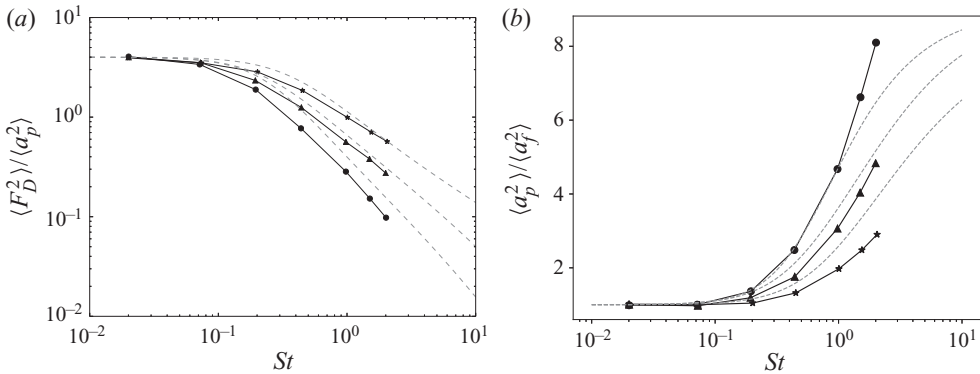 (a)
10^1
10^0
10^{-1}
10^{-2}
⟨F_D^2⟩/⟨a_p^2⟩
10^{-2} 10^{-1} 10^0 10^1
St
(b)
8
6
4
2
⟨a_p^2⟩/⟨a_f^2⟩
10^{-2} 10^{-1} 10^0 10^1
St